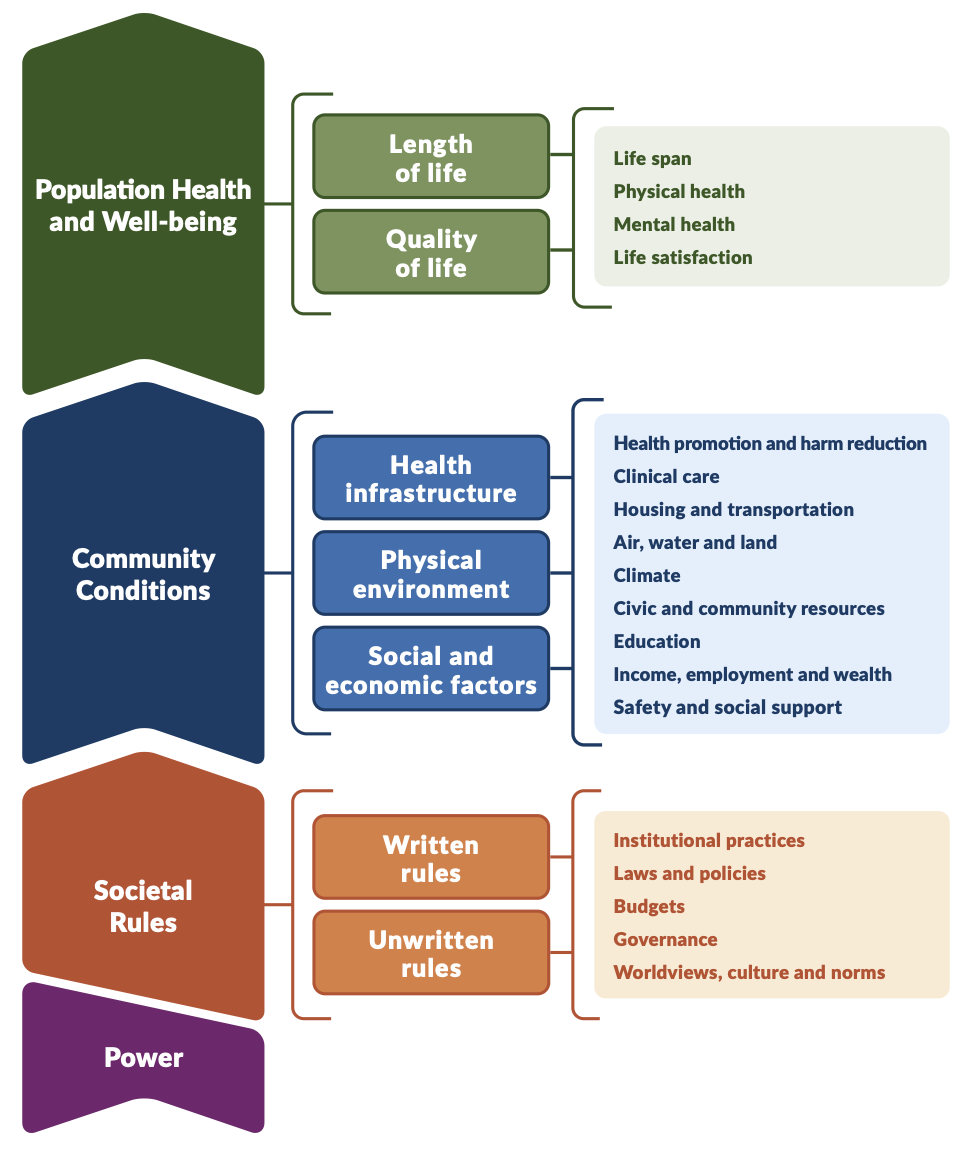 Population Health
and Well-being
Length
of life
Quality
of life
Life span
Physical health
Mental health
Life satisfaction
Community
Conditions
Health
infrastructure
Physical
environment
Social and
economic factors
Health promotion and harm reduction
Clinical care
Housing and transportation
Air, water and land
Climate
Civic and community resources
Education
Income, employment and wealth
Safety and social support
Societal
Rules
Written
rules
Unwritten
rules
Institutional practices
Laws and policies
Budgets
Governance
Worldviews, culture and norms
Power